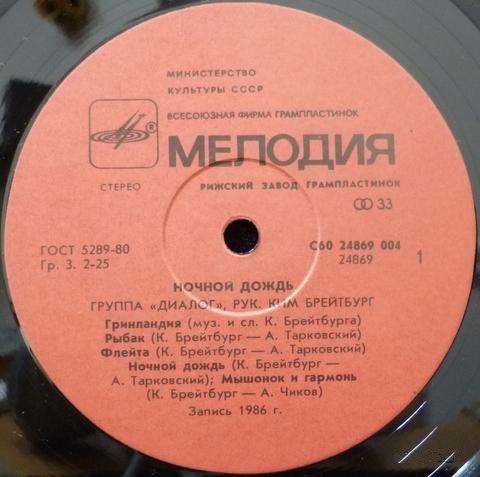 МИНИСТЕРСТВО
КУЛЬТУРЫ СССР
ВСЕСОЮЗНАЯ ФИРМА ГРАМПЛАСТИНОК
® МЕЛОДИЯ
СТЕРЕО
РИЖСКИЙ ЗАВОД ГРАМПЛАСТИНОК
33
ГОСТ 5289-80
Гр. 3. 2-25
С60 24869 004
24869
1
НОЧНОЙ ДОЖДЬ
ГРУППА «ДИАЛОГ», РУК. КИМ БРЕЙТБУРГ
Гринландия (муз. и сл. К. Брейтбурга)
Рыбак (К. Брейтбург — А. Тарковский)
Флейта (К. Брейтбург — А. Тарковский)
Ночной дождь (К. Брейтбург —
А. Тарковский); Мышонок и гармонь
(К. Брейтбург — А. Чиков)
Запись 1986 г.